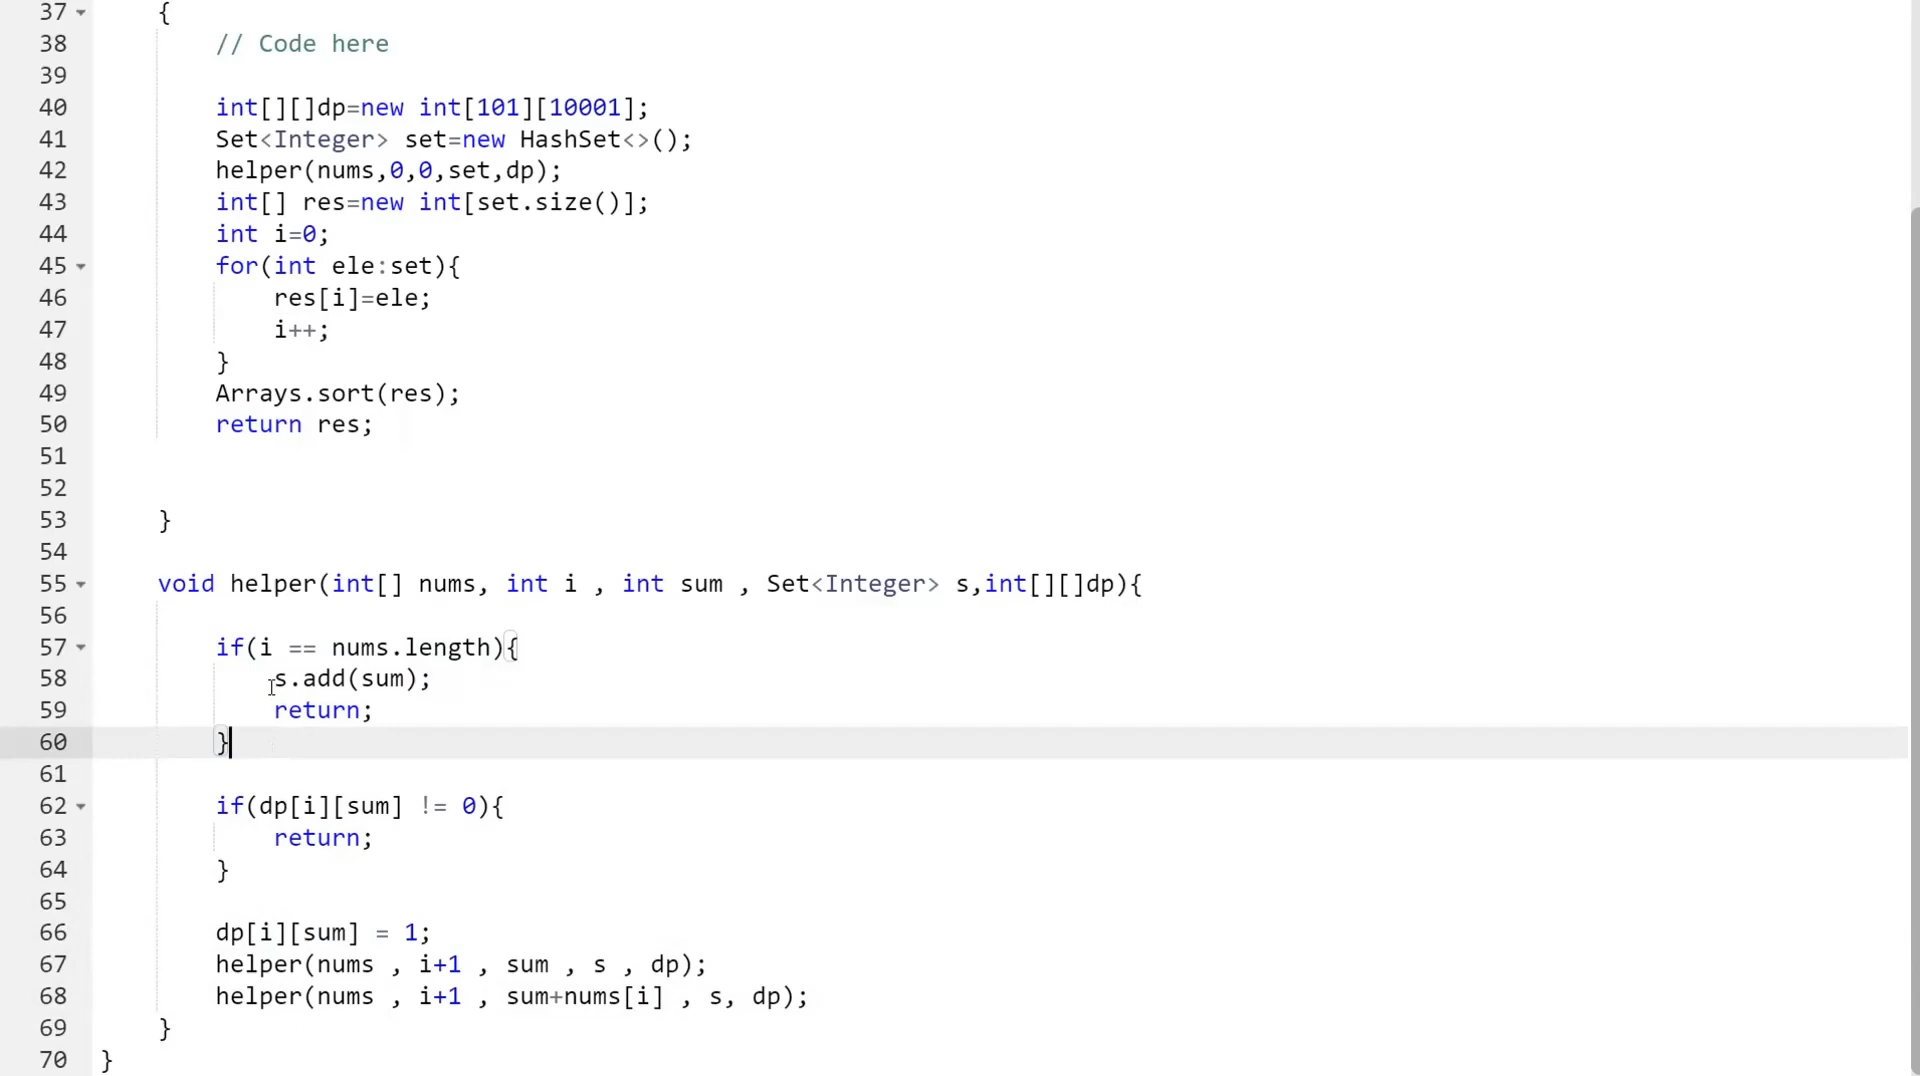 37 {
38 // Code here
39
40 int[][]dp=new int[101][10001];
41 Set<Integer> set=new HashSet<>();
42 helper(nums,0,0,set,dp);
43 int[] res=new int[set.size()];
44 int i=0;
45 for(int ele:set){
46 res[i]=ele;
47 i++;
48 }
49 Arrays.sort(res);
50 return res;
51
52
53 }
54
55 void helper(int[] nums, int i , int sum , Set<Integer> s,int[][]dp){
56
57 if(i == nums.length){
58 s.add(sum);
59 return;
60 }
61
62 if(dp[i][sum] != 0){
63 return;
64 }
65
66 dp[i][sum] = 1;
67 helper(nums , i+1 , sum , s , dp);
68 helper(nums , i+1 , sum+nums[i] , s, dp);
69 }
70 }